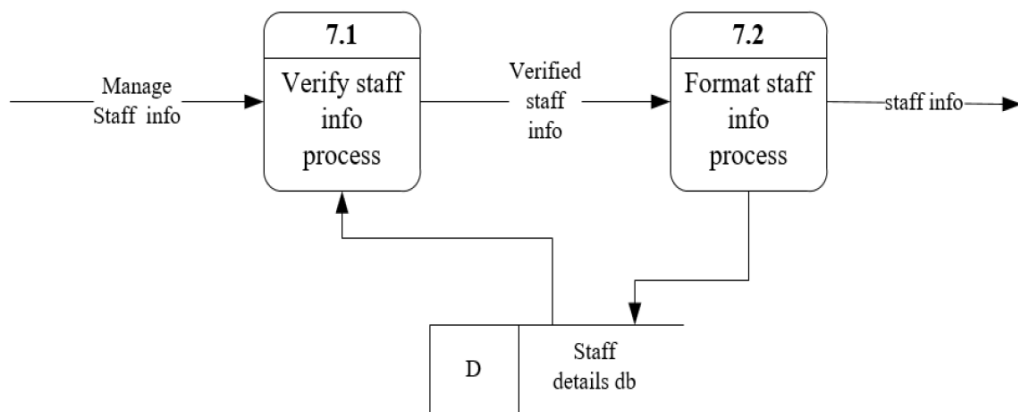 7.1
Verify staff
info
process
7.2
Format staff
info
process
Manage
Staff info
Verified
staff
info
staff info
D
Staff
details db